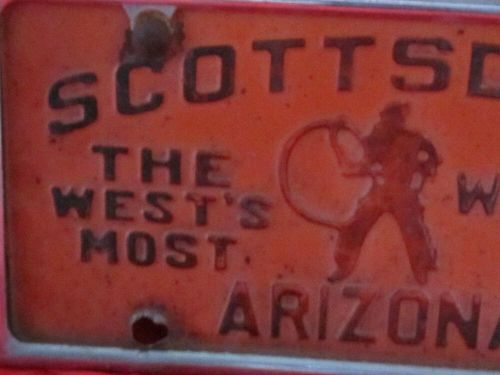 SCOTTSD
THE
WEST'S
MOST
W
ARIZONA